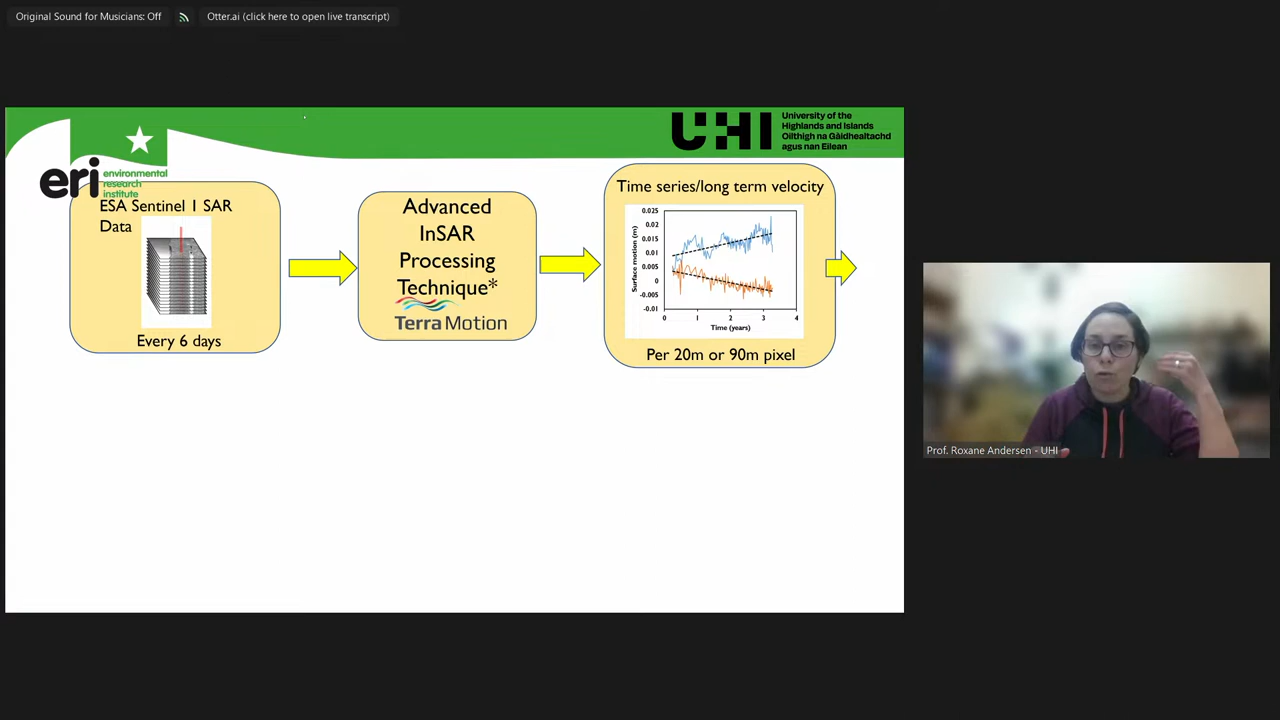 Original Sound for Musicians: Off
Otter.ai (click here to open live transcript)
UHI
University of the
Highlands and Islands
Oilthigh na Gàidhealtachd
agus nan Eilean
eri
environmental
research
institute
ESA Sentinel 1 SAR
Data
Every 6 days
Advanced
InSAR
Processing
Technique*
Terra Motion
Time series/long term velocity
Surface motion (m)
0.025
0.02
0.015
0.01
0.005
0
-0.005
-0.01
0 1 2 3 4
Time (years)
Per 20m or 90m pixel
Prof. Roxane Andersen - UHI